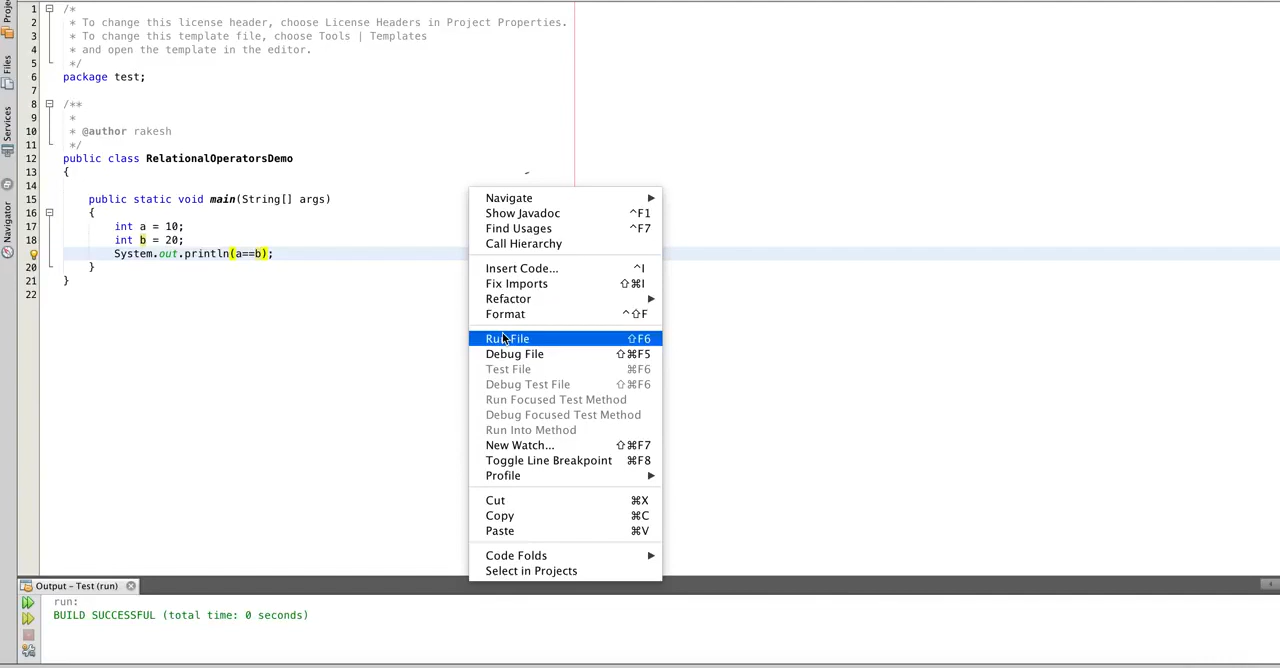 Files
Services
Navigator
1 /*
2 * To change this license header, choose License Headers in Project Properties.
3 * To change this template file, choose Tools | Templates
4 * and open the template in the editor.
5 */
6 package test;
7
8 /**
9 *
10 * @author rakesh
11 */
12 public class RelationalOperatorsDemo
13 {
14
15 public static void main(String[] args)
16 {
17 int a = 10;
18 int b = 20;
System.out.println(a==b);
20 }
21 }
22
Navigate
Show Javadoc ^F1
Find Usages ^F7
Call Hierarchy
Insert Code... ^I
Fix Imports ⇧⌘I
Refactor
Format ^⇧F
Run File ⇧F6
Debug File ⇧⌘F5
Test File ⌘F6
Debug Test File ⇧⌘F6
Run Focused Test Method
Debug Focused Test Method
Run Into Method
New Watch... ⇧⌘F7
Toggle Line Breakpoint ⌘F8
Profile
Cut ⌘X
Copy ⌘C
Paste ⌘V
Code Folds
Select in Projects
Output - Test (run)
run:
BUILD SUCCESSFUL (total time: 0 seconds)